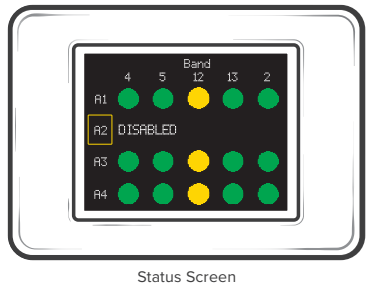 Band
4 5 12 13 2
A1
A2 DISABLED
A3
A4
Status Screen